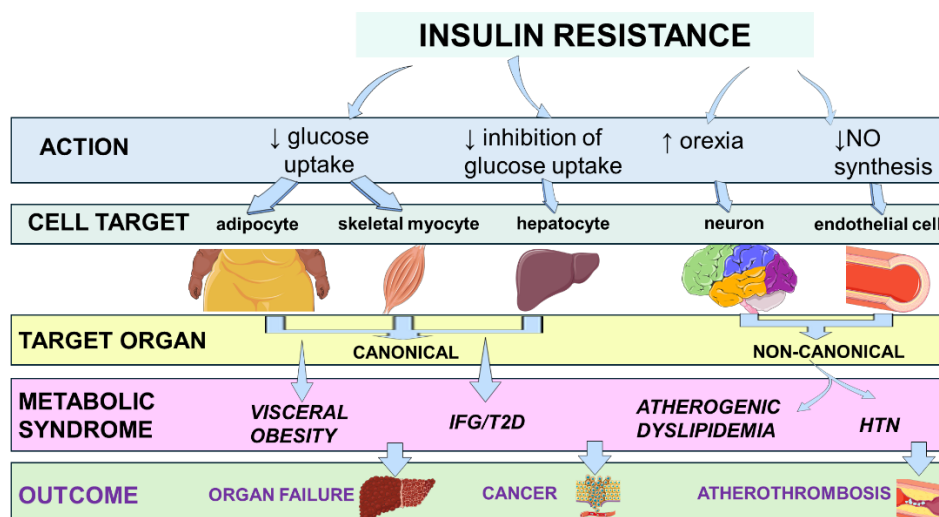 INSULIN RESISTANCE
ACTION
↓ glucose
uptake
↓ inhibition of
glucose uptake
↑ orexia
↓NO
synthesis
CELL TARGET
adipocyte
skeletal myocyte
hepatocyte
neuron
endothelial cell
TARGET ORGAN
CANONICAL
NON-CANONICAL
METABOLIC
SYNDROME
VISCERAL
OBESITY
IFG/T2D
ATHEROGENIC
DYSLIPIDEMIA
HTN
OUTCOME
ORGAN FAILURE
CANCER
ATHEROTHROMBOSIS